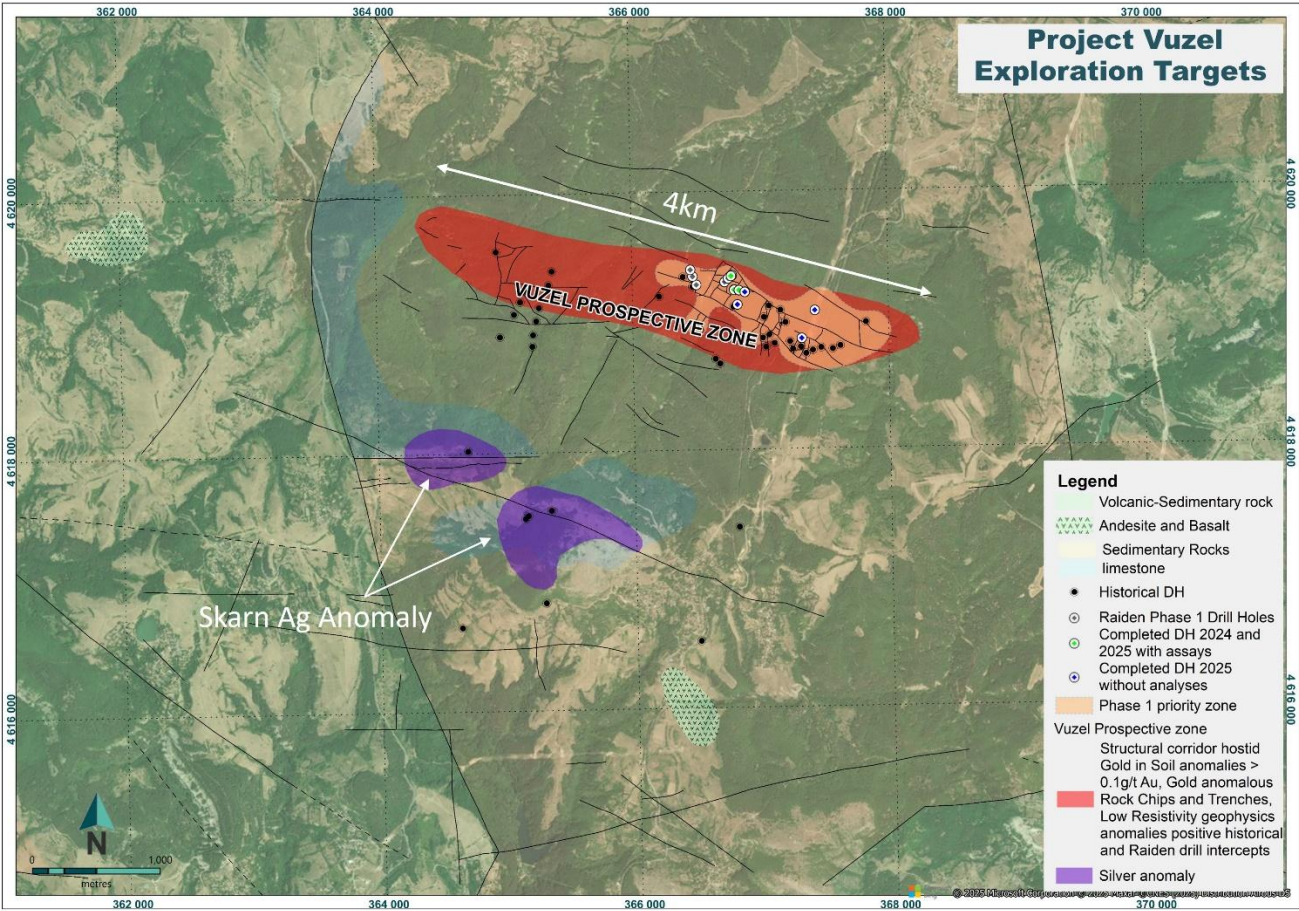 362 000
364 000
366 000
368 000
370 000
Project Vuzel
Exploration Targets
4 620 000
4 620 000
4km
VUZEL PROSPECTIVE ZONE
4 618 000
4 618 000
Skarn Ag Anomaly
4 616 000
4 616 000
Legend
Volcanic-Sedimentary rock
Andesite and Basalt
Sedimentary Rocks
limestone
Historical DH
Raiden Phase 1 Drill Holes
Completed DH 2024 and
2025 with assays
Completed DH 2025
without analyses
Phase 1 priority zone
Vuzel Prospective zone
Structural corridor hostid
Gold in Soil anomalies >
0.1g/t Au, Gold anomalous
Rock Chips and Trenches,
Low Resistivity geophysics
anomalies positive historical
and Raiden drill intercepts
Silver anomaly
N
0 1,000
metres
© 2025 Microsoft Corporation © 2025 Maxar
362 000
364 000
366 000
368 000
370 000